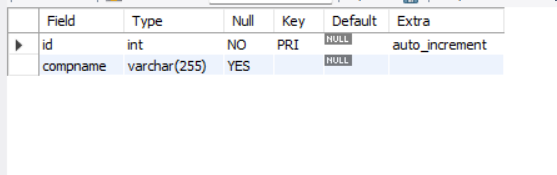 Field Type Null Key Default Extra
id int NO PRI NULL auto_increment
compname varchar(255) YES NULL